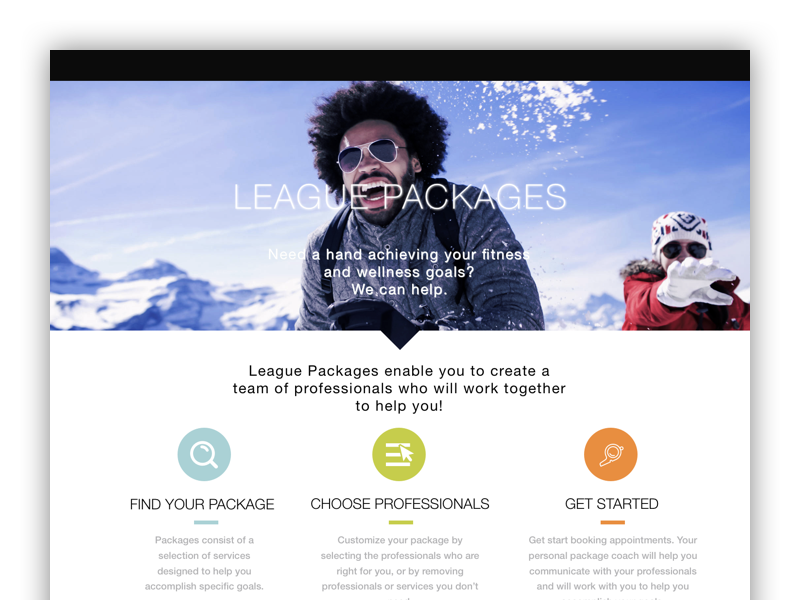 LEAGUE PACKAGES
Need a hand achieving your fitness
and wellness goals?
We can help.
League Packages enable you to create a
team of professionals who will work together
to help you!
FIND YOUR PACKAGE
CHOOSE PROFESSIONALS
GET STARTED
Packages consist of a
selection of services
designed to help you
accomplish specific goals.
Customize your package by
selecting the professionals who are
right for you, or by removing
professionals or services you don't
Get start booking appointments. Your
personal package coach will help you
communicate with your professionals
and will work with you to help you